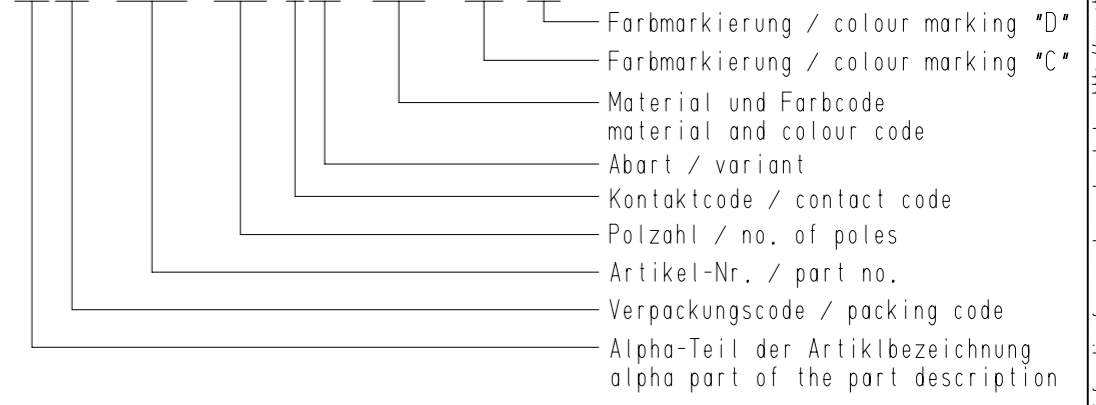 Farbmarkierung / colour marking "D"
Farbmarkierung / colour marking "C"
Material und Farbcode
material and colour code
Abart / variant
Kontaktcode / contact code
Polzahl / no. of poles
Artikel-Nr. / part no.
Verpackungscode / packing code
Alpha-Teil der Artiklbezeichnung
alpha part of the part description